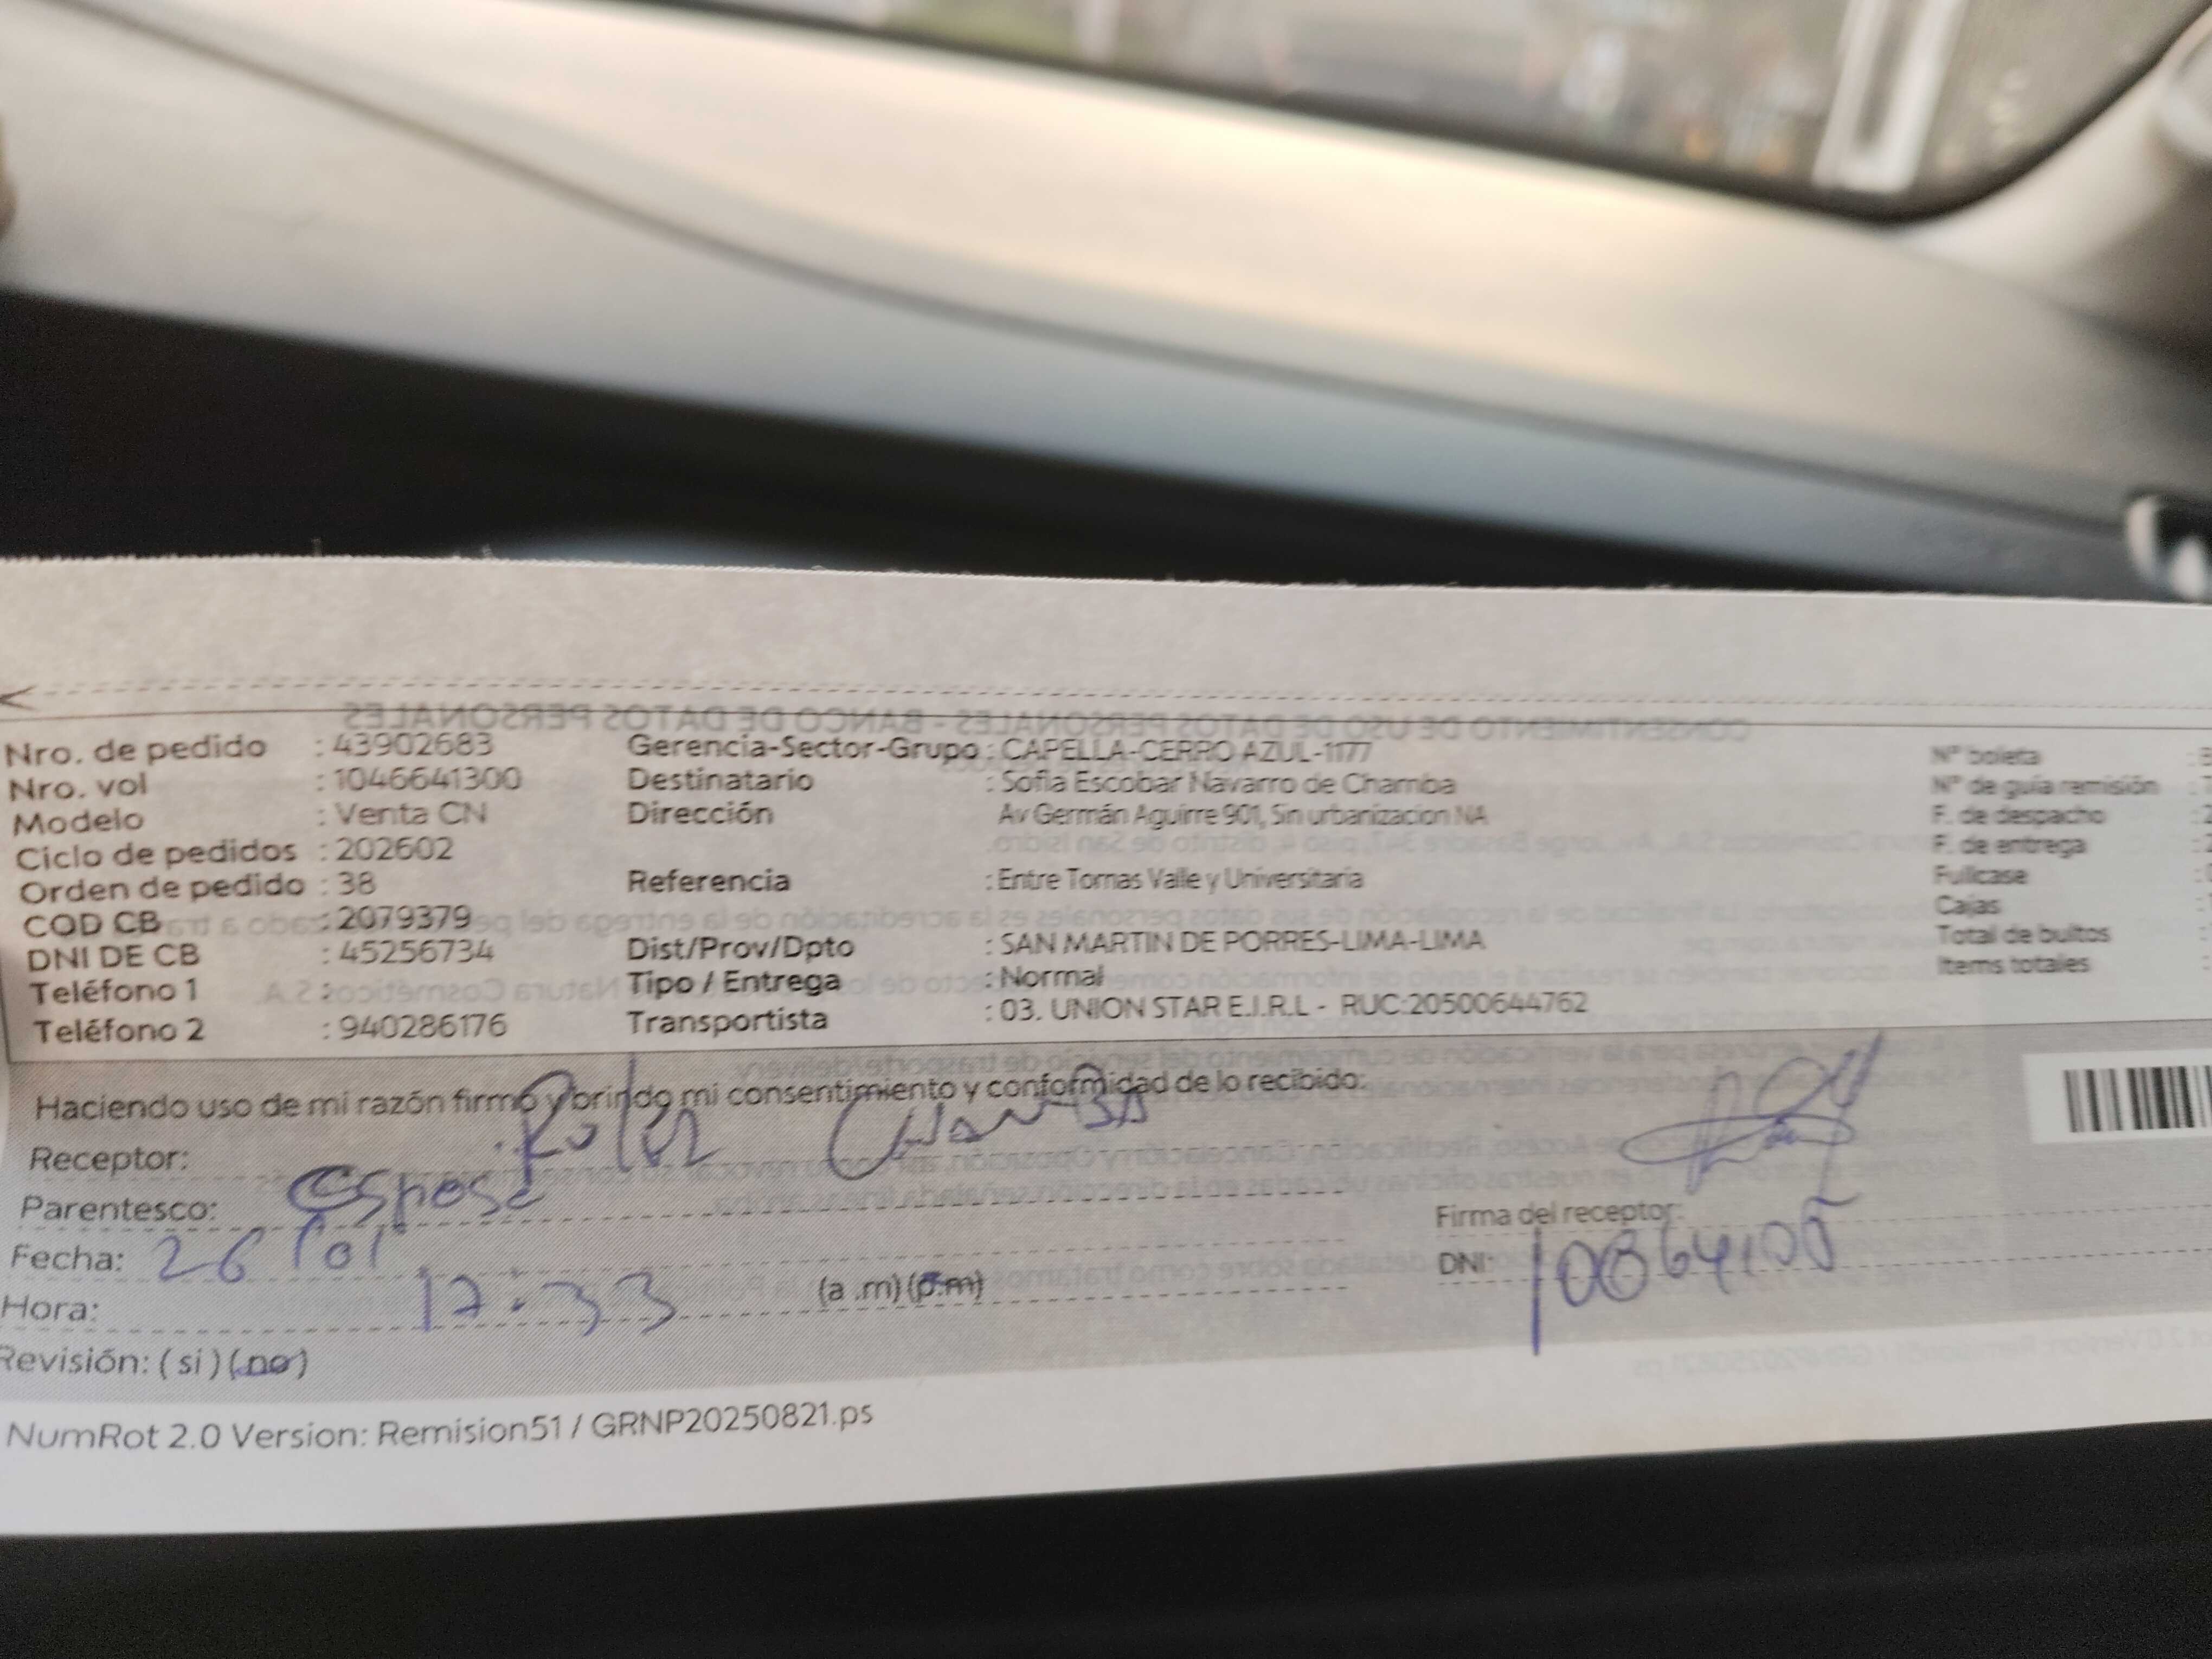 Nro. de pedido : 43902683 Gerencia-Sector-Grupo : CAPELLA-CERRO AZUL-1177 N° boleta :
Nro. vol : 1046641300 Destinatario : Sofia Escobar Navarro de Chamba N° de guía remisión :
Modelo : Venta CN Dirección Av Germán Aguirre 901, Sin urbanizacion NA F. de despacho :
Ciclo de pedidos : 202602 F. de entrega :
Orden de pedido : 38 Referencia : Entre Tomas Valle y Universitaria Fullcase :
COD CB : 2079379 Cajas :
DNI DE CB : 45256734 Dist/Prov/Dpto : SAN MARTIN DE PORRES-LIMA-LIMA Total de bultos :
Teléfono 1 : Tipo / Entrega : Normal Items totales :
Teléfono 2 : 940286176 Transportista : 03. UNION STAR E.I.R.L - RUC:20500644762
Haciendo uso de mi razón firmo y brindo mi consentimiento y conformidad de lo recibido:
Receptor: Chamba
Parentesco: esposo
Firma del receptor:
Fecha: 26/01
DNI:
Hora: 17:33 (a .m) (p.m)
Revisión: ( si ) ( no )
NumRot 2.0 Version: Remision51 / GRNP20250821.ps